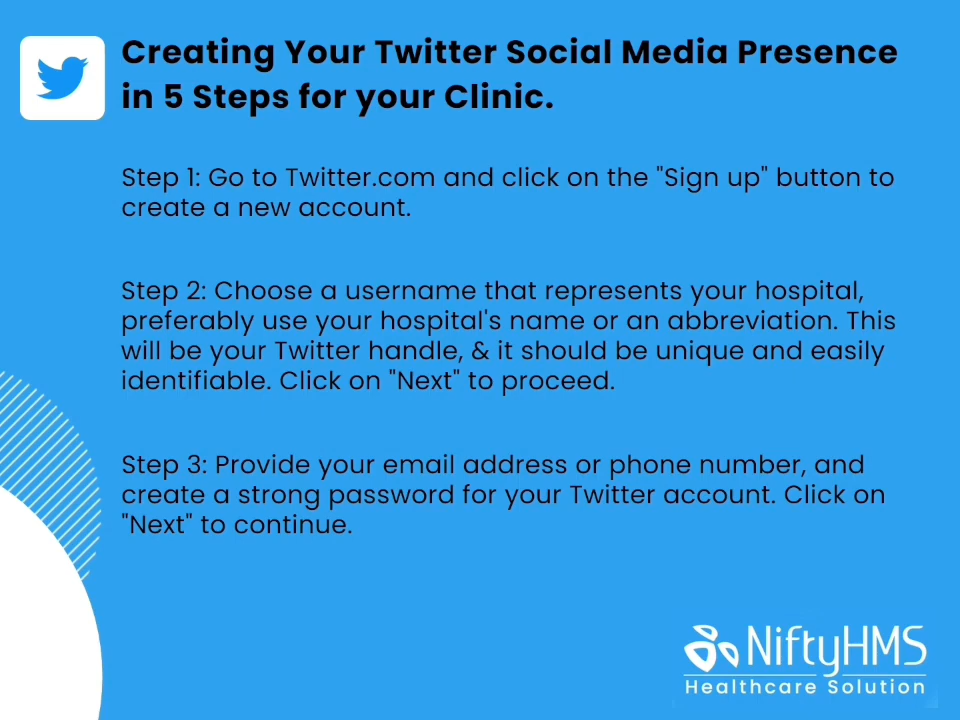 Creating Your Twitter Social Media Presence
in 5 Steps for your Clinic.
Step 1: Go to Twitter.com and click on the "Sign up" button to
create a new account.
Step 2: Choose a username that represents your hospital,
preferably use your hospital's name or an abbreviation. This
will be your Twitter handle, & it should be unique and easily
identifiable. Click on "Next" to proceed.
Step 3: Provide your email address or phone number, and
create a strong password for your Twitter account. Click on
"Next" to continue.
NiftyHMS
Healthcare Solution